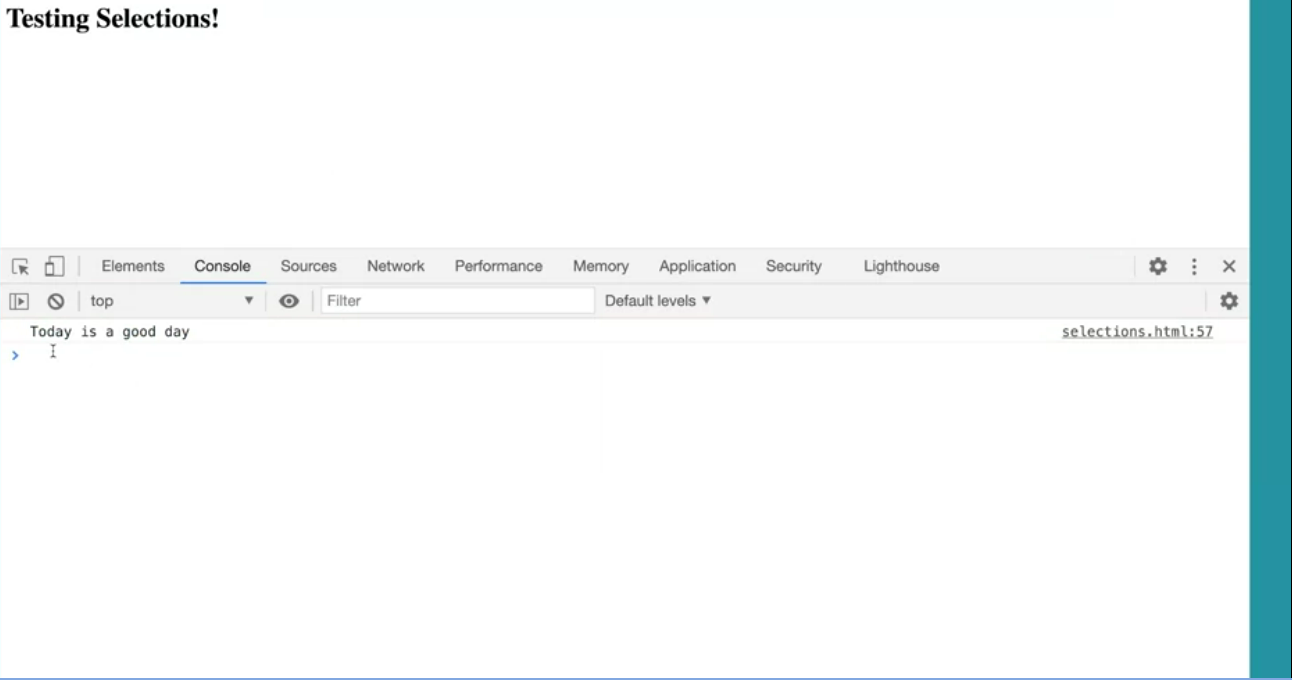 Testing Selections!
Elements Console Sources Network Performance Memory Application Security Lighthouse
top Filter Default levels
Today is a good day selections.html:57